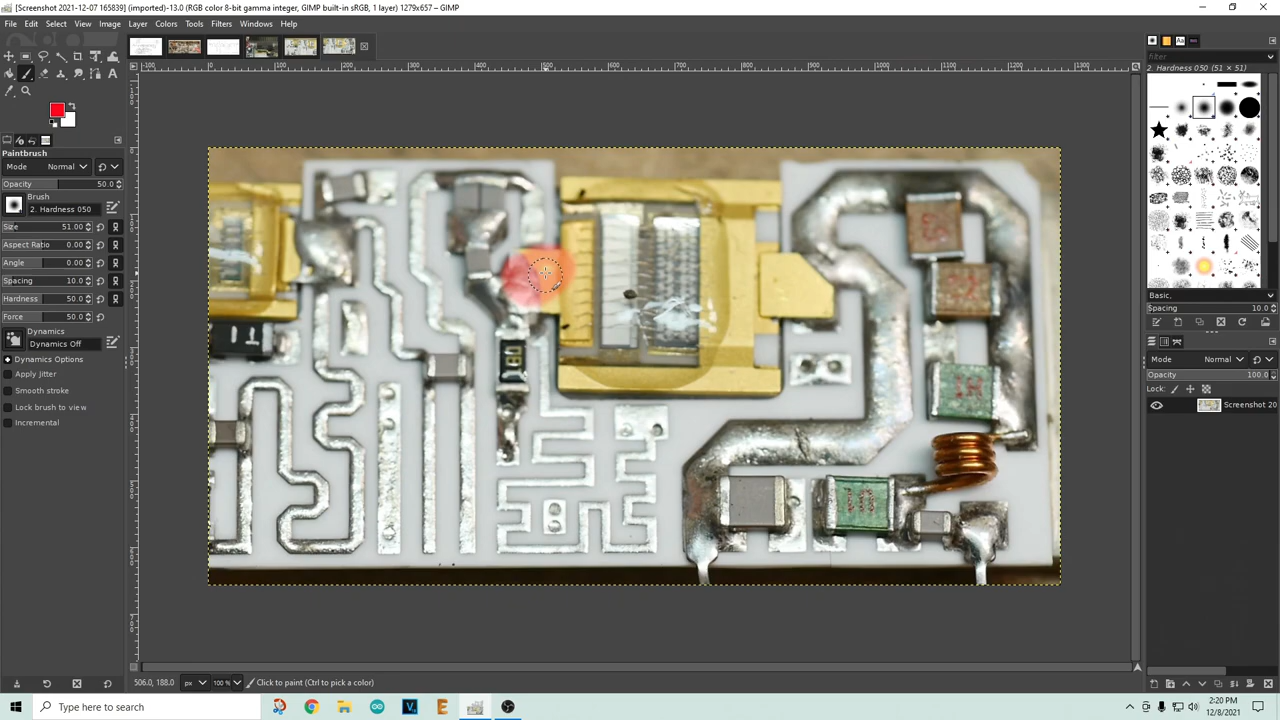 [Screenshot 2021-12-07 165839] (imported)-13.0 (RGB color 8-bit gamma integer, GIMP built-in sRGB, 1 layer) 1279x657 – GIMP
File Edit Select View Image Layer Colors Tools Filters Windows Help
filter
2. Hardness 050 (51 × 51)
Paintbrush
Mode Normal
Opacity 50.0
Brush
2. Hardness 050
Size 51.00
Aspect Ratio 0.00
Angle 0.00
Spacing 10.0
Hardness 50.0
Force 50.0
Dynamics
Dynamics Off
Dynamics Options
Apply Jitter
Smooth stroke
Lock brush to view
Incremental
Basic,
Spacing 10.0
Mode Normal
Opacity 100.0
Lock:
Screenshot 20
506.0, 188.0 px 100 % Click to paint (Ctrl to pick a color)
Type here to search
2:20 PM
12/8/2021